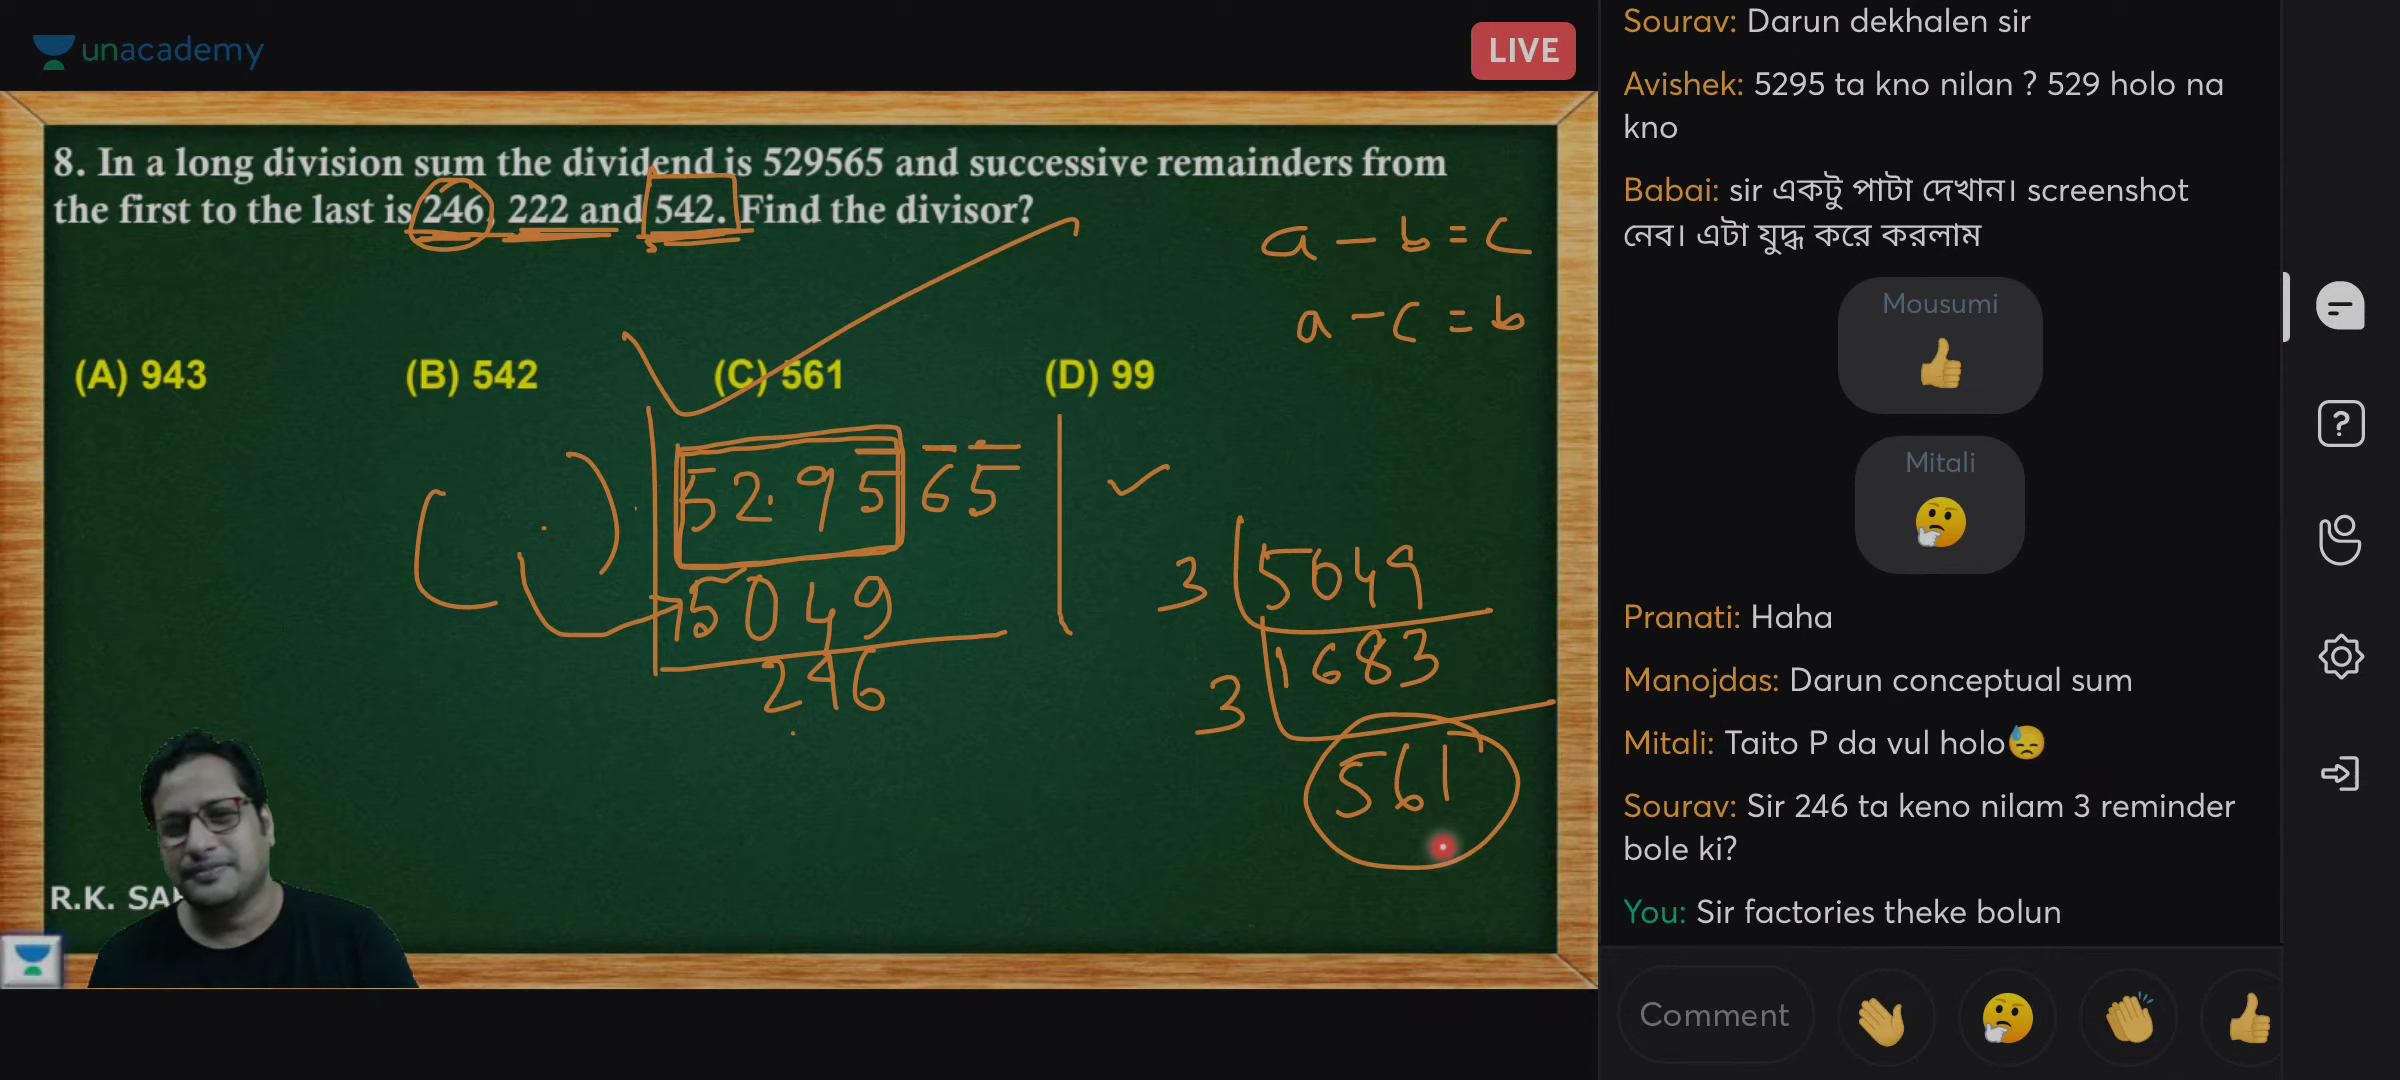 unacademy
LIVE
8. In a long division sum the dividend is 529565 and successive remainders from
the first to the last is 246, 222 and 542. Find the divisor?
a - b = c
a - c = b
(A) 943 (B) 542 (C) 561 (D) 99
529565
5049
246
3 5049
3 1683
561
R.K. SA
Sourav: Darun dekhalen sir
Avishek: 5295 ta kno nilan ? 529 holo na
kno
Babai: sir একটু পাটা দেখান। screenshot
নেব। এটা যুদ্ধ করে করলাম
Mousumi
👍
Mitali
🤔
Pranati: Haha
Manojdas: Darun conceptual sum
Mitali: Taito P da vul holo😓
Sourav: Sir 246 ta keno nilam 3 reminder
bole ki?
You: Sir factories theke bolun
Comment